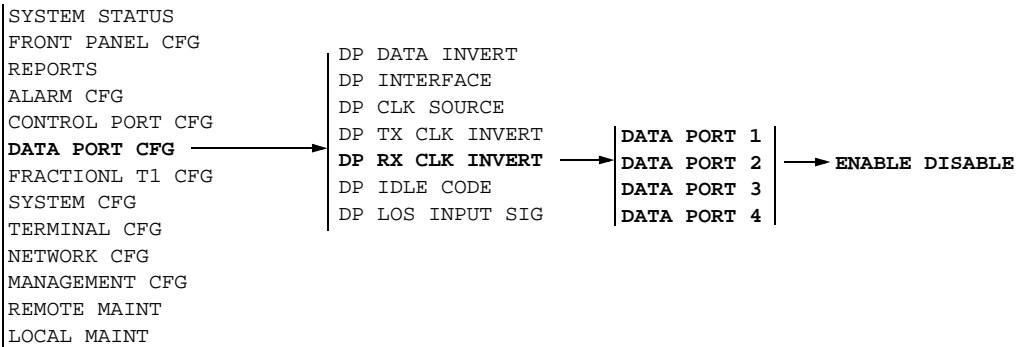 SYSTEM STATUS
FRONT PANEL CFG
REPORTS
ALARM CFG
CONTROL PORT CFG
DATA PORT CFG
FRACTIONL T1 CFG
SYSTEM CFG
TERMINAL CFG
NETWORK CFG
MANAGEMENT CFG
REMOTE MAINT
LOCAL MAINT
DP DATA INVERT
DP INTERFACE
DP CLK SOURCE
DP TX CLK INVERT
DP RX CLK INVERT
DP IDLE CODE
DP LOS INPUT SIG
DATA PORT 1
DATA PORT 2
DATA PORT 3
DATA PORT 4
ENABLE DISABLE